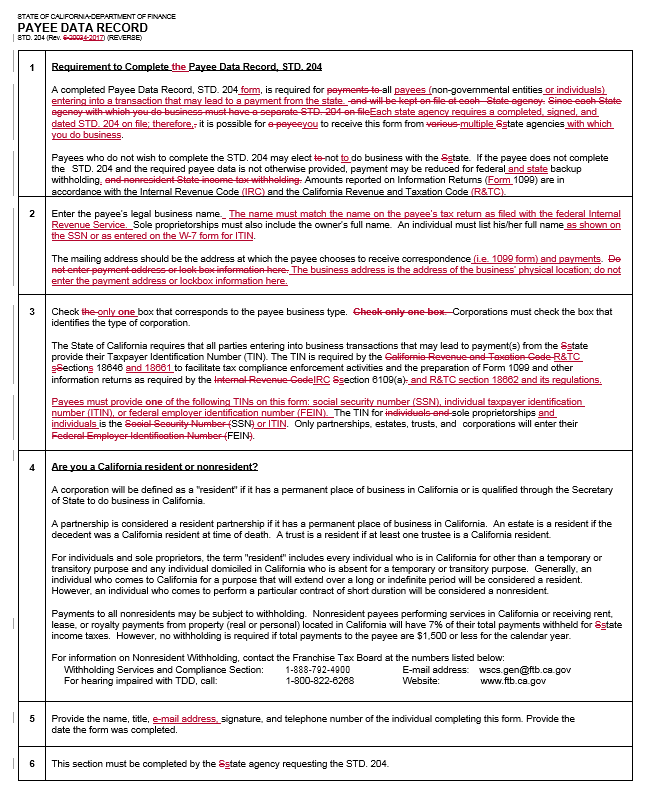 STATE OF CALIFORNIA-DEPARTMENT OF FINANCE
PAYEE DATA RECORD
STD. 204 (Rev. 6-20034-2017) (REVERSE)
1 Requirement to Complete the Payee Data Record, STD. 204
A completed Payee Data Record, STD. 204 form, is required for payments to all payees (non-governmental entities or individuals)
entering into a transaction that may lead to a payment from the state. and will be kept on file at each State agency. Since each State
agency with which you do business must have a separate STD. 204 on fileEach state agency requires a completed, signed, and
dated STD. 204 on file; therefore, , it is possible for a payeeyou to receive this form from various multiple Sstate agencies with which
you do business.
Payees who do not wish to complete the STD. 204 may elect to not to do business with the Sstate. If the payee does not complete
the STD. 204 and the required payee data is not otherwise provided, payment may be reduced for federal and state backup
withholding. and nonresident State income tax withholding. Amounts reported on Information Returns (Form 1099) are in
accordance with the Internal Revenue Code (IRC) and the California Revenue and Taxation Code (R&TC).
2 Enter the payee's legal business name. The name must match the name on the payee's tax return as filed with the federal Internal
Revenue Service. Sole proprietorships must also include the owner's full name. An individual must list his/her full name as shown on
the SSN or as entered on the W-7 form for ITIN.
The mailing address should be the address at which the payee chooses to receive correspondence (i.e. 1099 form) and payments. Do
not enter payment address or lock box information here. The business address is the address of the business' physical location; do not
enter the payment address or lockbox information here.
3 Check the only one box that corresponds to the payee business type. Check only one box. Corporations must check the box that
identifies the type of corporation.
The State of California requires that all parties entering into business transactions that may lead to payment(s) from the Sstate
provide their Taxpayer Identification Number (TIN). The TIN is required by the California Revenue and Taxation Code R&TC
sSections 18646 and 18661 to facilitate tax compliance enforcement activities and the preparation of Form 1099 and other
information returns as required by the Internal Revenue CodeIRC Ssection 6109(a). and R&TC section 18662 and its regulations.
Payees must provide one of the following TINs on this form: social security number (SSN), individual taxpayer identification
number (ITIN), or federal employer identification number (FEIN). The TIN for individuals and sole proprietorships and
individuals is the Social Security Number (SSN) or ITIN. Only partnerships, estates, trusts, and corporations will enter their
Federal Employer Identification Number (FEIN).
4 Are you a California resident or nonresident?
A corporation will be defined as a "resident" if it has a permanent place of business in California or is qualified through the Secretary
of State to do business in California.
A partnership is considered a resident partnership if it has a permanent place of business in California. An estate is a resident if the
decedent was a California resident at time of death. A trust is a resident if at least one trustee is a California resident.
For individuals and sole proprietors, the term "resident" includes every individual who is in California for other than a temporary or
transitory purpose and any individual domiciled in California who is absent for a temporary or transitory purpose. Generally, an
individual who comes to California for a purpose that will extend over a long or indefinite period will be considered a resident.
However, an individual who comes to perform a particular contract of short duration will be considered a nonresident.
Payments to all nonresidents may be subject to withholding. Nonresident payees performing services in California or receiving rent,
lease, or royalty payments from property (real or personal) located in California will have 7% of their total payments withheld for Sstate
income taxes. However, no withholding is required if total payments to the payee are $1,500 or less for the calendar year.
For information on Nonresident Withholding, contact the Franchise Tax Board at the numbers listed below:
Withholding Services and Compliance Section: 1-888-792-4900 E-mail address: wscs.gen@ftb.ca.gov
For hearing impaired with TDD, call: 1-800-822-6268 Website: www.ftb.ca.gov
5 Provide the name, title, e-mail address, signature, and telephone number of the individual completing this form. Provide the
date the form was completed.
6 This section must be completed by the Sstate agency requesting the STD. 204.